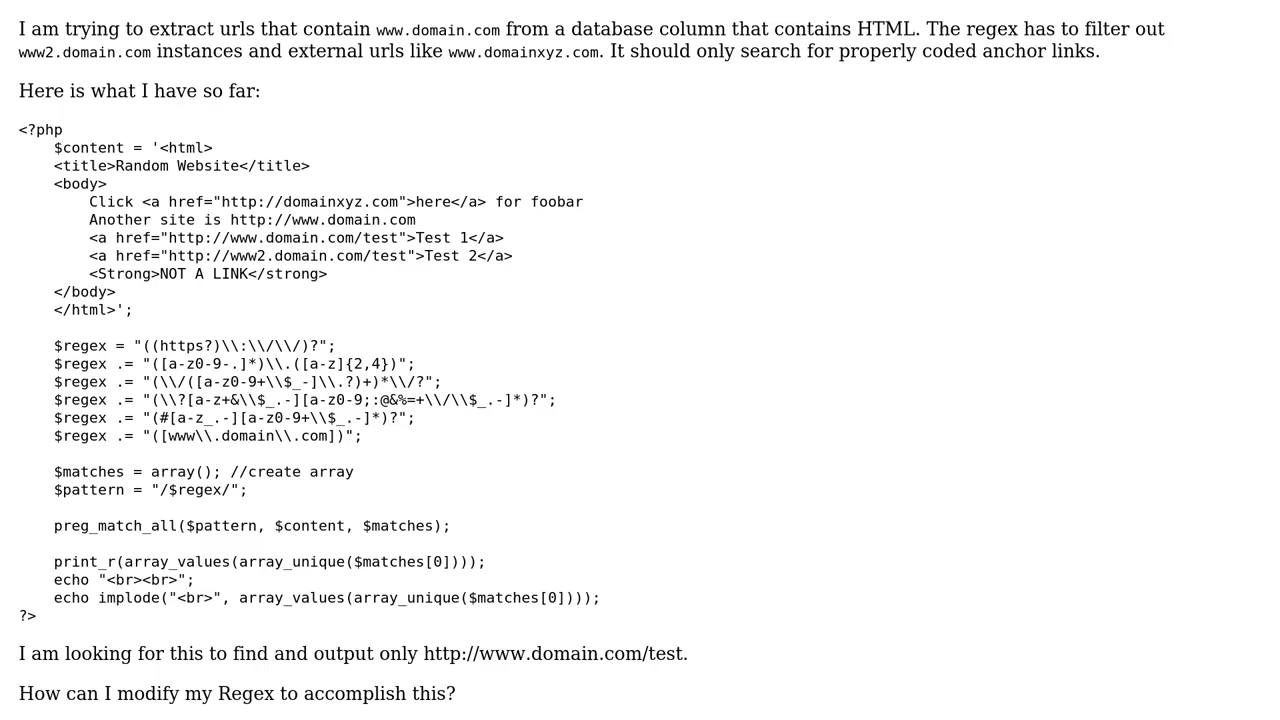 I am trying to extract urls that contain www.domain.com from a database column that contains HTML. The regex has to filter out
www2.domain.com instances and external urls like www.domainxyz.com. It should only search for properly coded anchor links.
Here is what I have so far:
<?php
    $content = '<html>
    <title>Random Website</title>
    <body>
        Click <a href="http://domainxyz.com">here</a> for foobar
        Another site is http://www.domain.com
        <a href="http://www.domain.com/test">Test 1</a>
        <a href="http://www2.domain.com/test">Test 2</a>
        <Strong>NOT A LINK</strong>
    </body>
    </html>';
    $regex = "((https?)\\:\\/\\/)?";
    $regex .= "([a-z0-9-.]*)\\.([a-z]{2,4})";
    $regex .= "(\\/([a-z0-9+\\$_-]\\.?)+)*\\/?";
    $regex .= "(\\?[a-z+&\\$_.-][a-z0-9;:@&%=+\\/\\$_.-]*)?";
    $regex .= "(#[a-z_.-][a-z0-9+\\$_.-]*)?";
    $regex .= "([www\\.domain\\.com])";
    $matches = array(); //create array
    $pattern = "/$regex/";
    preg_match_all($pattern, $content, $matches);
    print_r(array_values(array_unique($matches[0])));
    echo "<br><br>";
    echo implode("<br>", array_values(array_unique($matches[0])));
?>
I am looking for this to find and output only http://www.domain.com/test.
How can I modify my Regex to accomplish this?